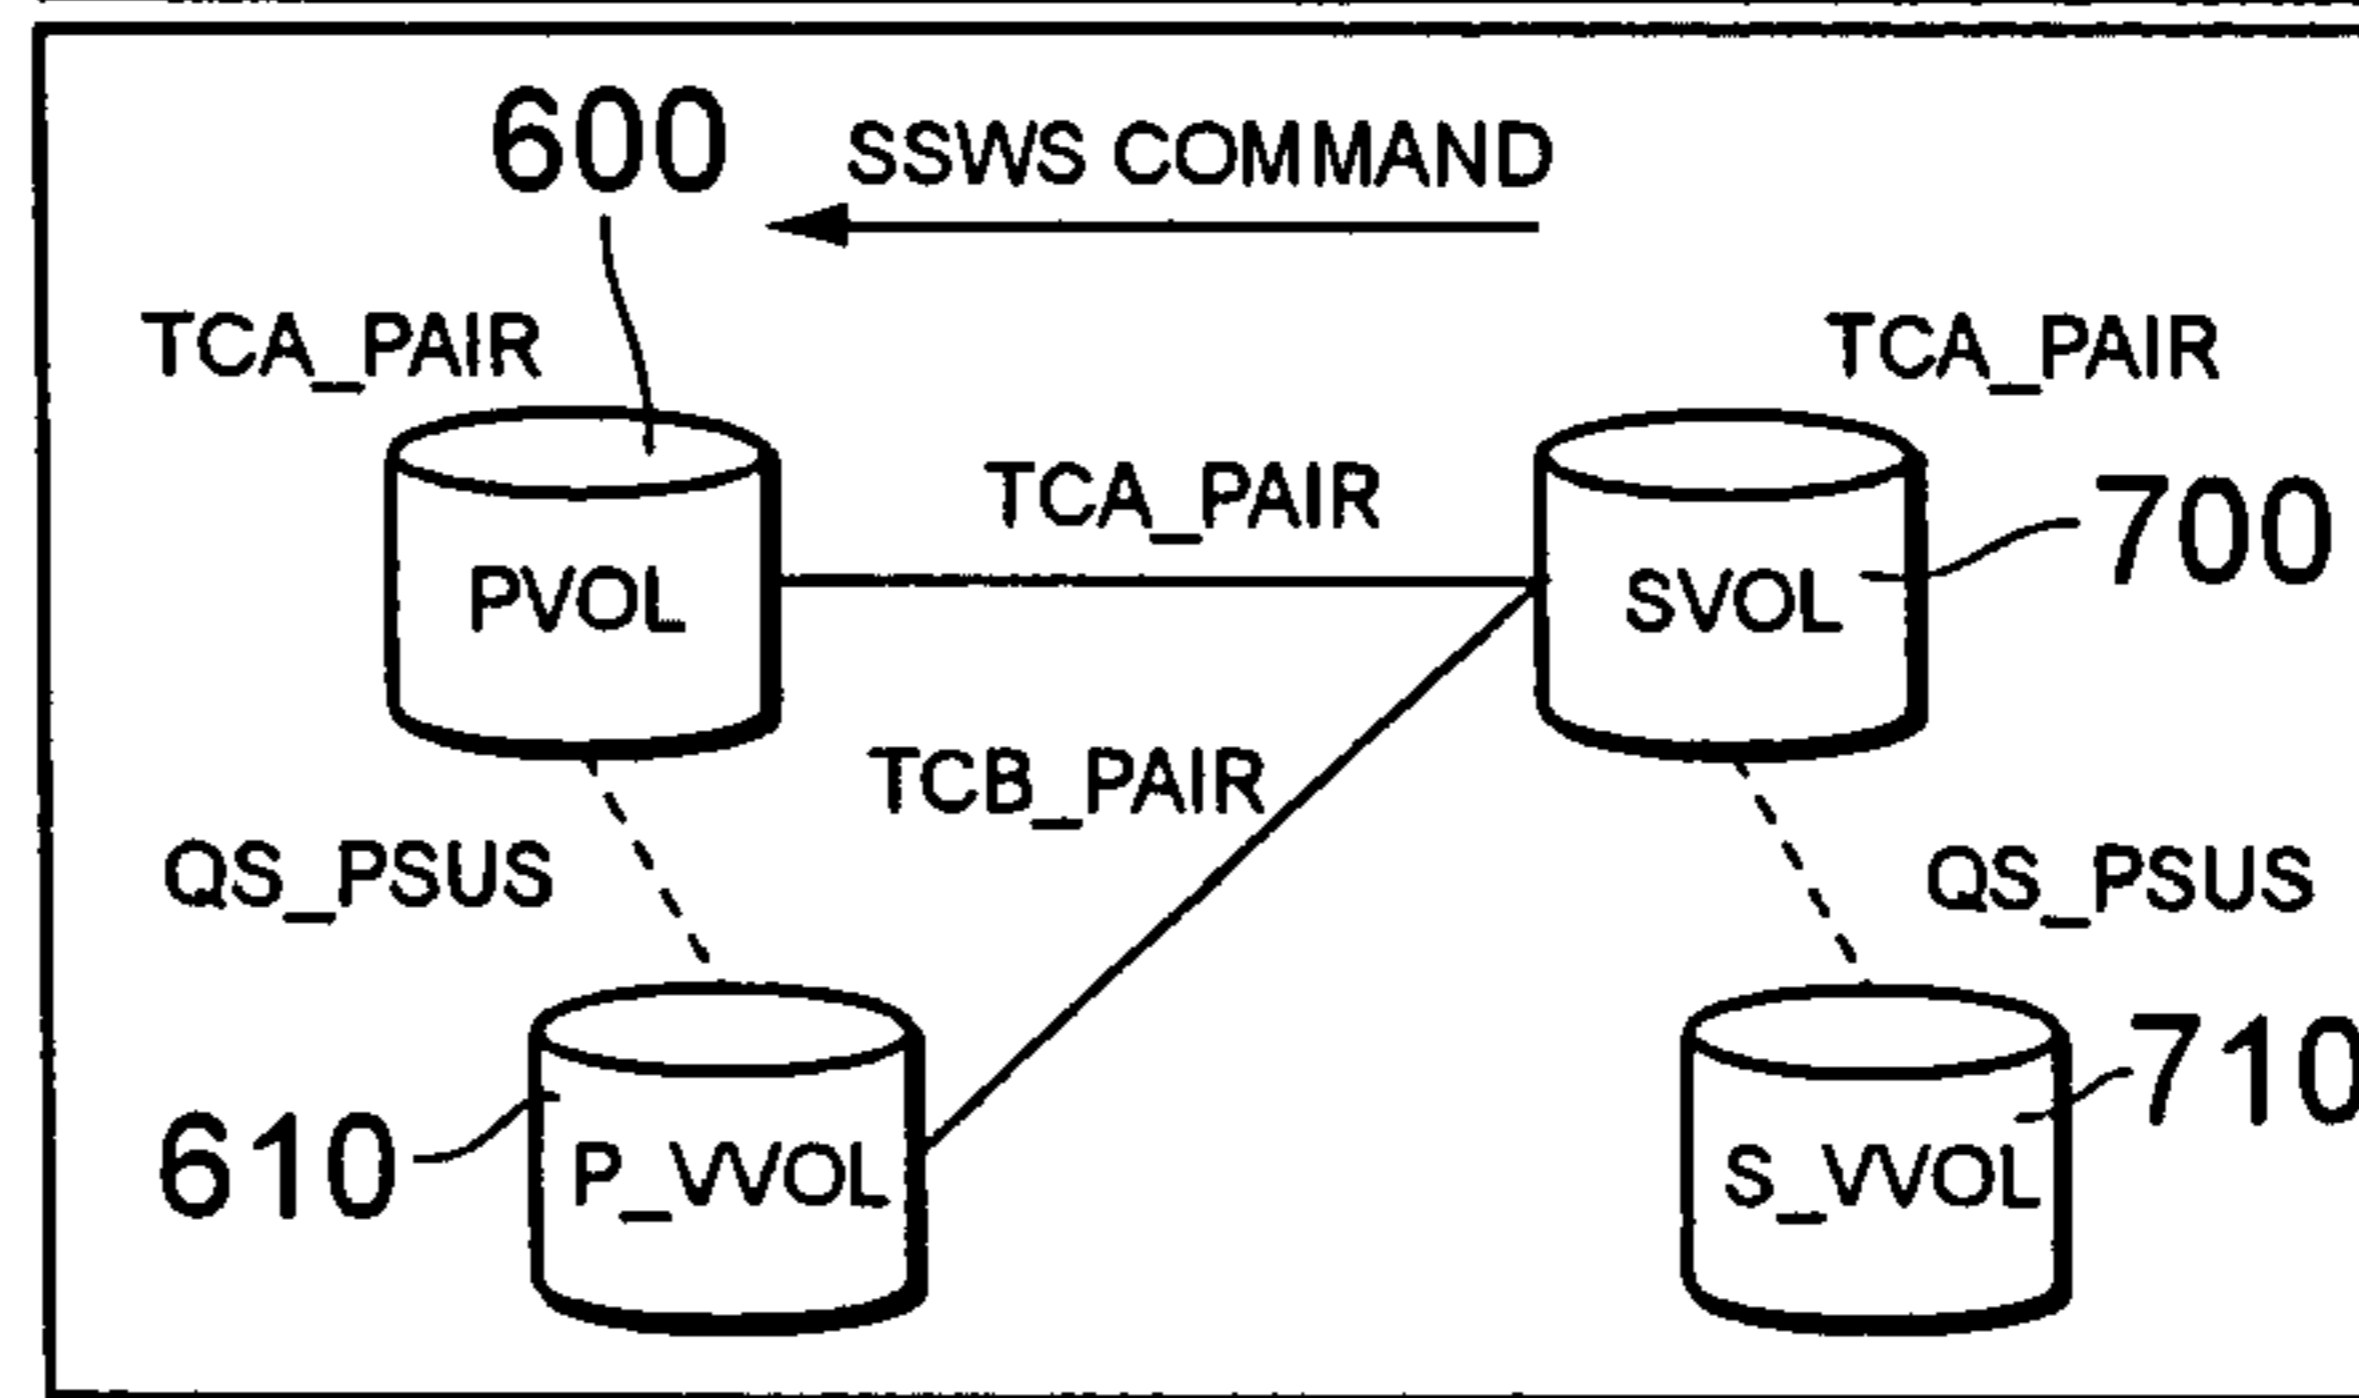 600
SSWS COMMAND
TCA_PAIR
TCA_PAIR
TCA_PAIR
700
PVOL
SVOL
TCB_PAIR
QS_PSUS
QS_PSUS
710
610
P_VVOL
S_VVOL